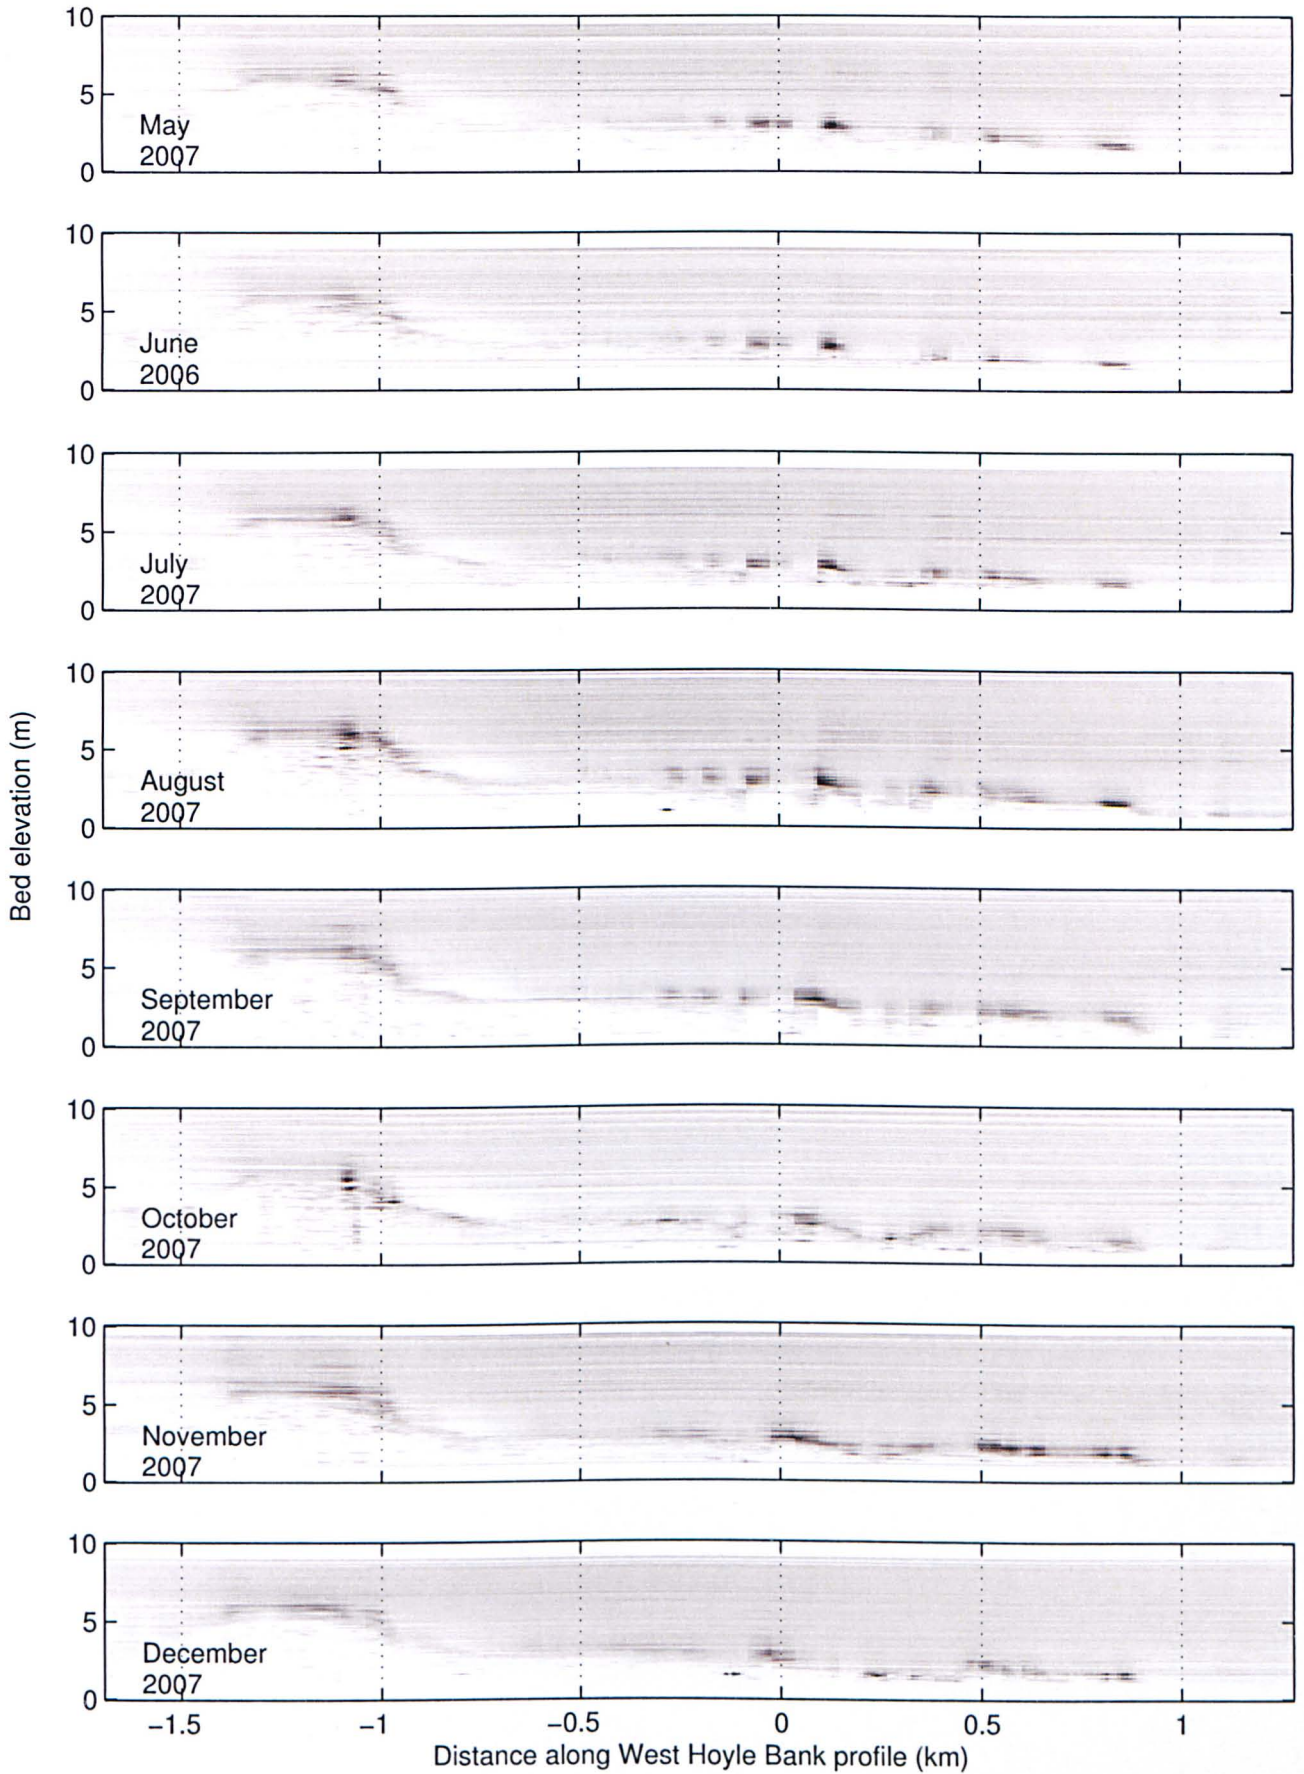 10
5
May
2007
0
10
5
June
2006
0
10
5
July
2007
0
10
5
August
2007
0
Bed elevation (m)
10
5
September
2007
0
10
5
October
2007
0
10
5
November
2007
0
10
5
December
2007
0
−1.5 −1 −0.5 0 0.5 1
Distance along West Hoyle Bank profile (km)